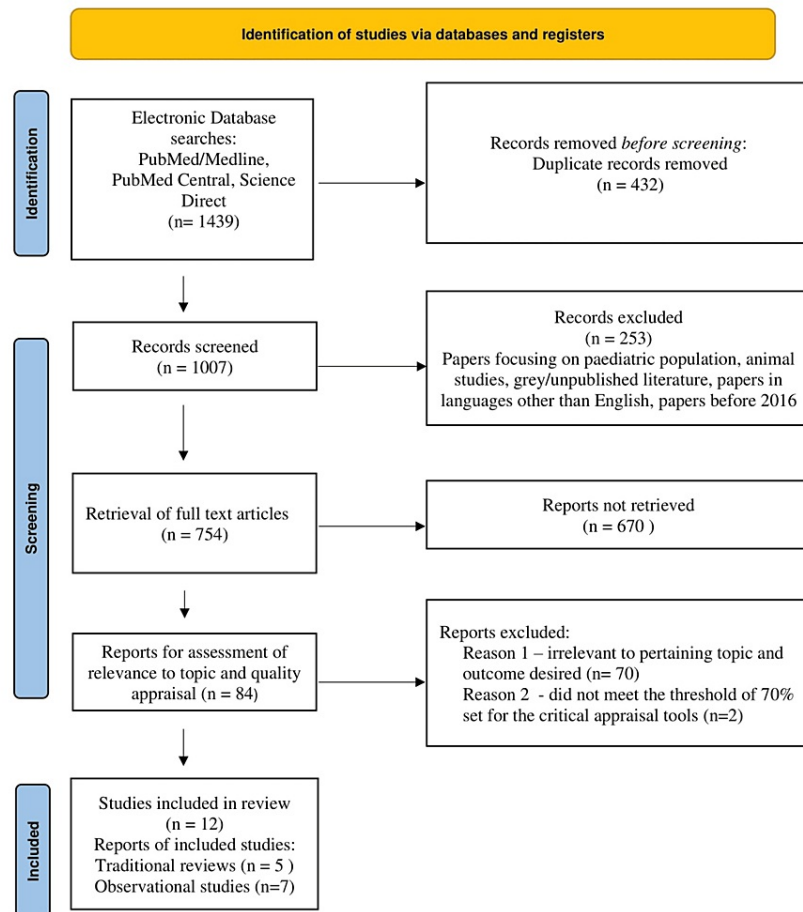 Identification of studies via databases and registers
Identification
Electronic Database
searches:
PubMed/Medline,
PubMed Central, Science
Direct
(n= 1439)
Records removed before screening:
Duplicate records removed
(n = 432)
Screening
Records screened
(n = 1007)
Records excluded
(n = 253)
Papers focusing on paediatric population, animal
studies, grey/unpublished literature, papers in
languages other than English, papers before 2016
Retrieval of full text articles
(n = 754)
Reports not retrieved
(n = 670 )
Reports for assessment of
relevance to topic and quality
appraisal (n = 84)
Reports excluded:
Reason 1 – irrelevant to pertaining topic and
outcome desired (n= 70)
Reason 2  - did not meet the threshold of 70%
set for the critical appraisal tools (n=2)
Included
Studies included in review
(n = 12)
Reports of included studies:
Traditional reviews (n = 5 )
Observational studies (n=7)